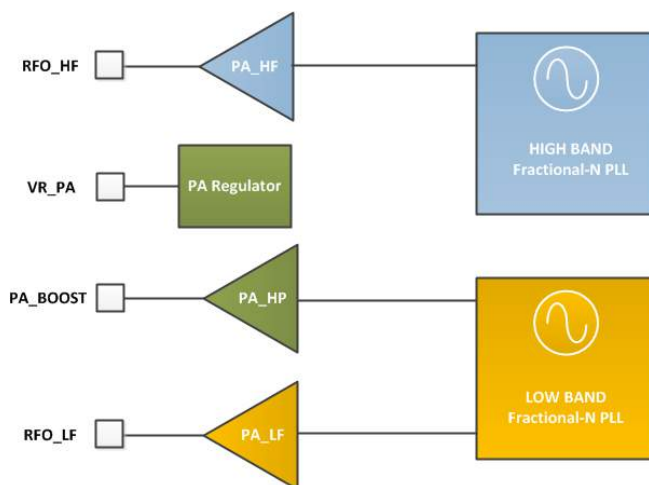 RFO_HF
PA_HF
HIGH BAND
Fractional-N PLL
VR_PA
PA Regulator
PA_BOOST
PA_HP
LOW BAND
Fractional-N PLL
RFO_LF
PA_LF